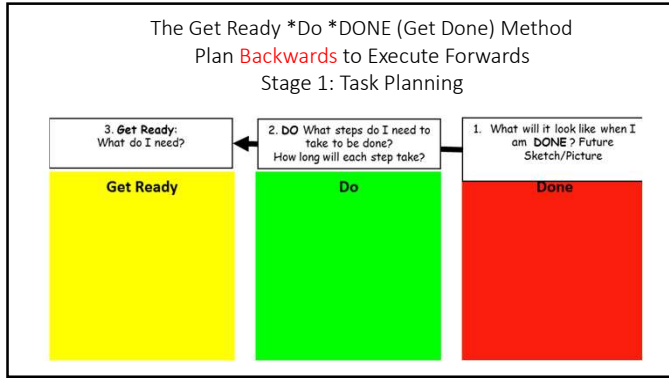 The Get Ready *Do *DONE (Get Done) Method
Plan Backwards to Execute Forwards
Stage 1: Task Planning
3. Get Ready:
What do I need?
2. DO What steps do I need to
take to be done?
How long will each step take?
1. What will it look like when I
am DONE ? Future
Sketch/Picture
Get Ready
Do
Done